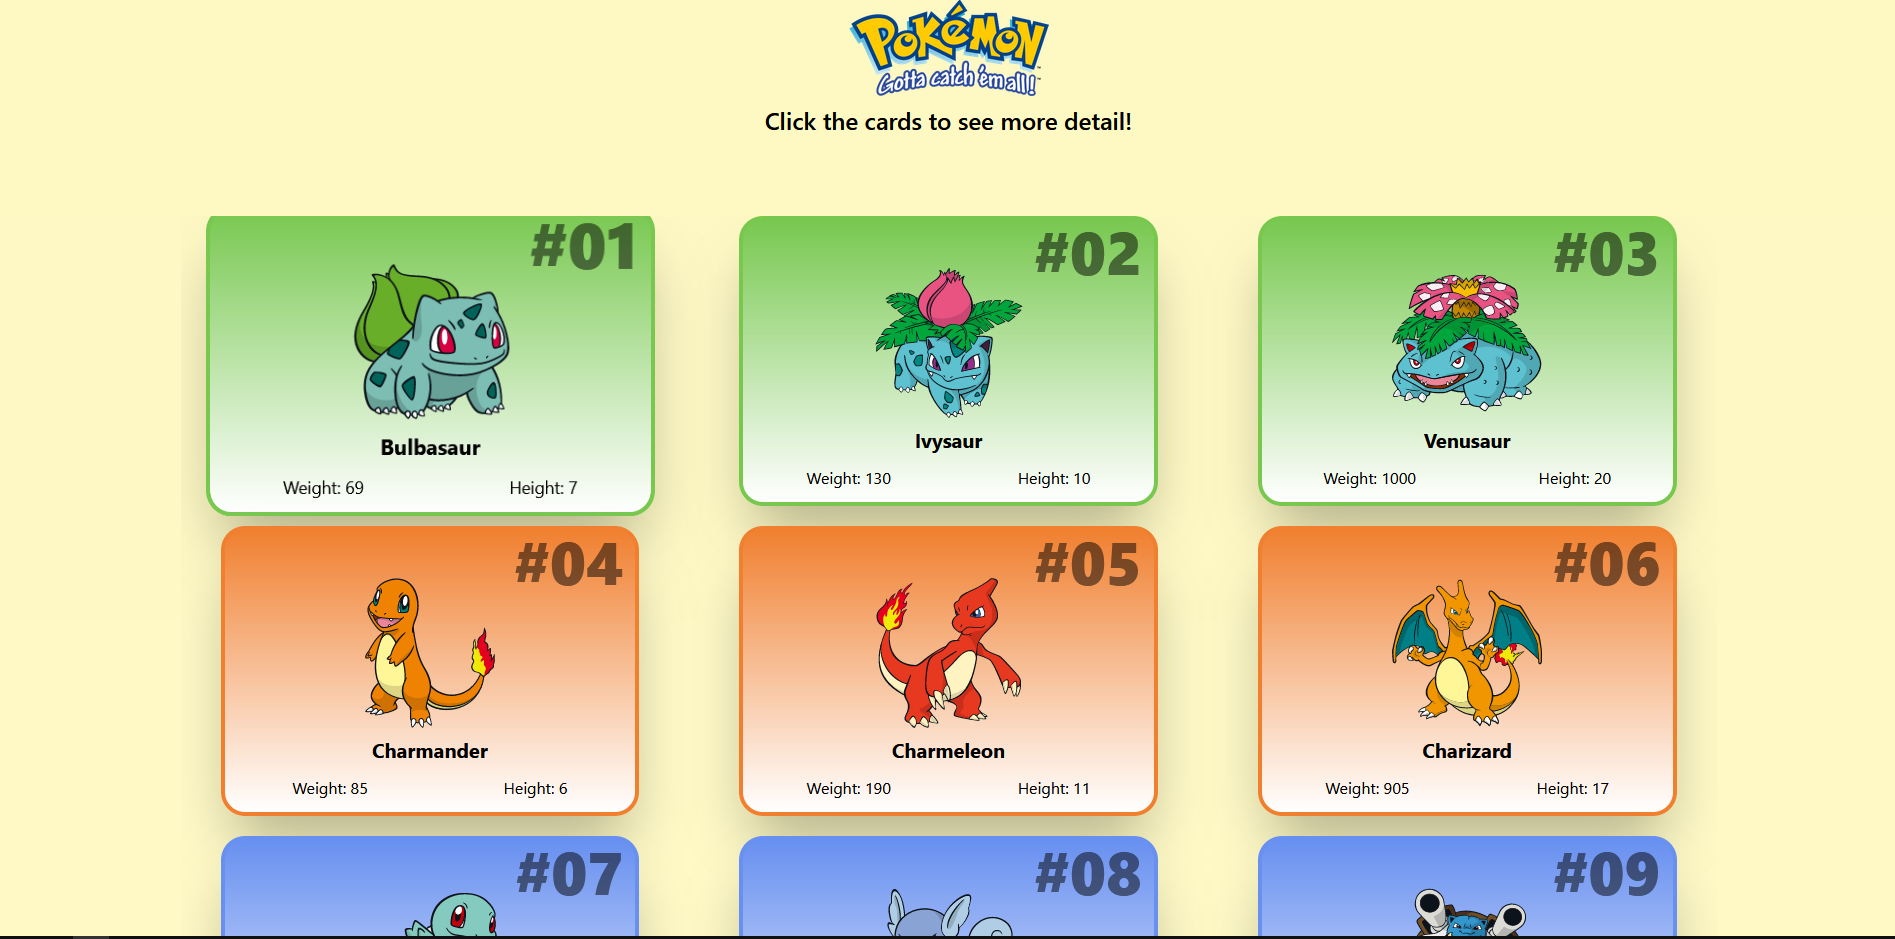 POKéMON
Gotta catch 'em all!
Click the cards to see more detail!
#01
Bulbasaur
Weight: 69 Height: 7
#02
Ivysaur
Weight: 130 Height: 10
#03
Venusaur
Weight: 1000 Height: 20
#04
Charmander
Weight: 85 Height: 6
#05
Charmeleon
Weight: 190 Height: 11
#06
Charizard
Weight: 905 Height: 17
#07
#08
#09